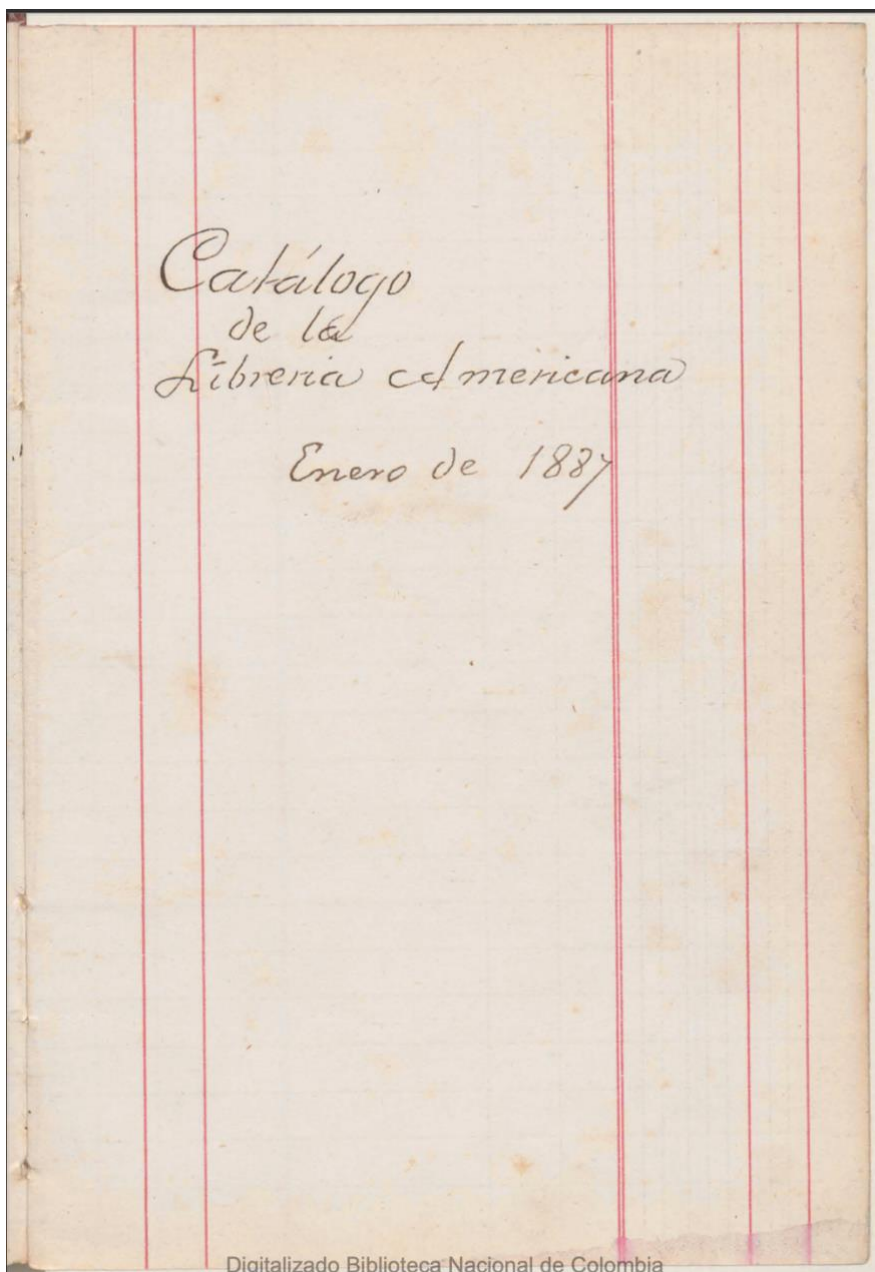 Catálogo
de la
Libreria Americana
Enero de 1887
Digitalizado Biblioteca Nacional de Colombia